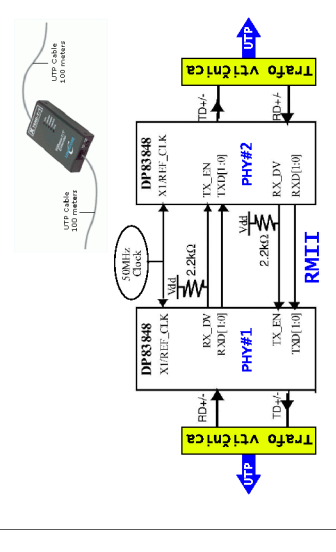 UTP Cable
100 meters
UTP Cable
100 meters
50MHz
Clock
DP83848
X1/REF_CLK
DP83848
X1/REF_CLK
Vdd
2.2kΩ
RD+/-
RX_DV
RXD[1:0]
TX_EN
TXD[1:0]
TD+/-
UTP
Trafo vtičnica
PHY#1
PHY#2
Trafo vtičnica
UTP
Vdd
2.2kΩ
TD+/-
TX_EN
TXD[1:0]
RX_DV
RXD[1:0]
RD+/-
RMII